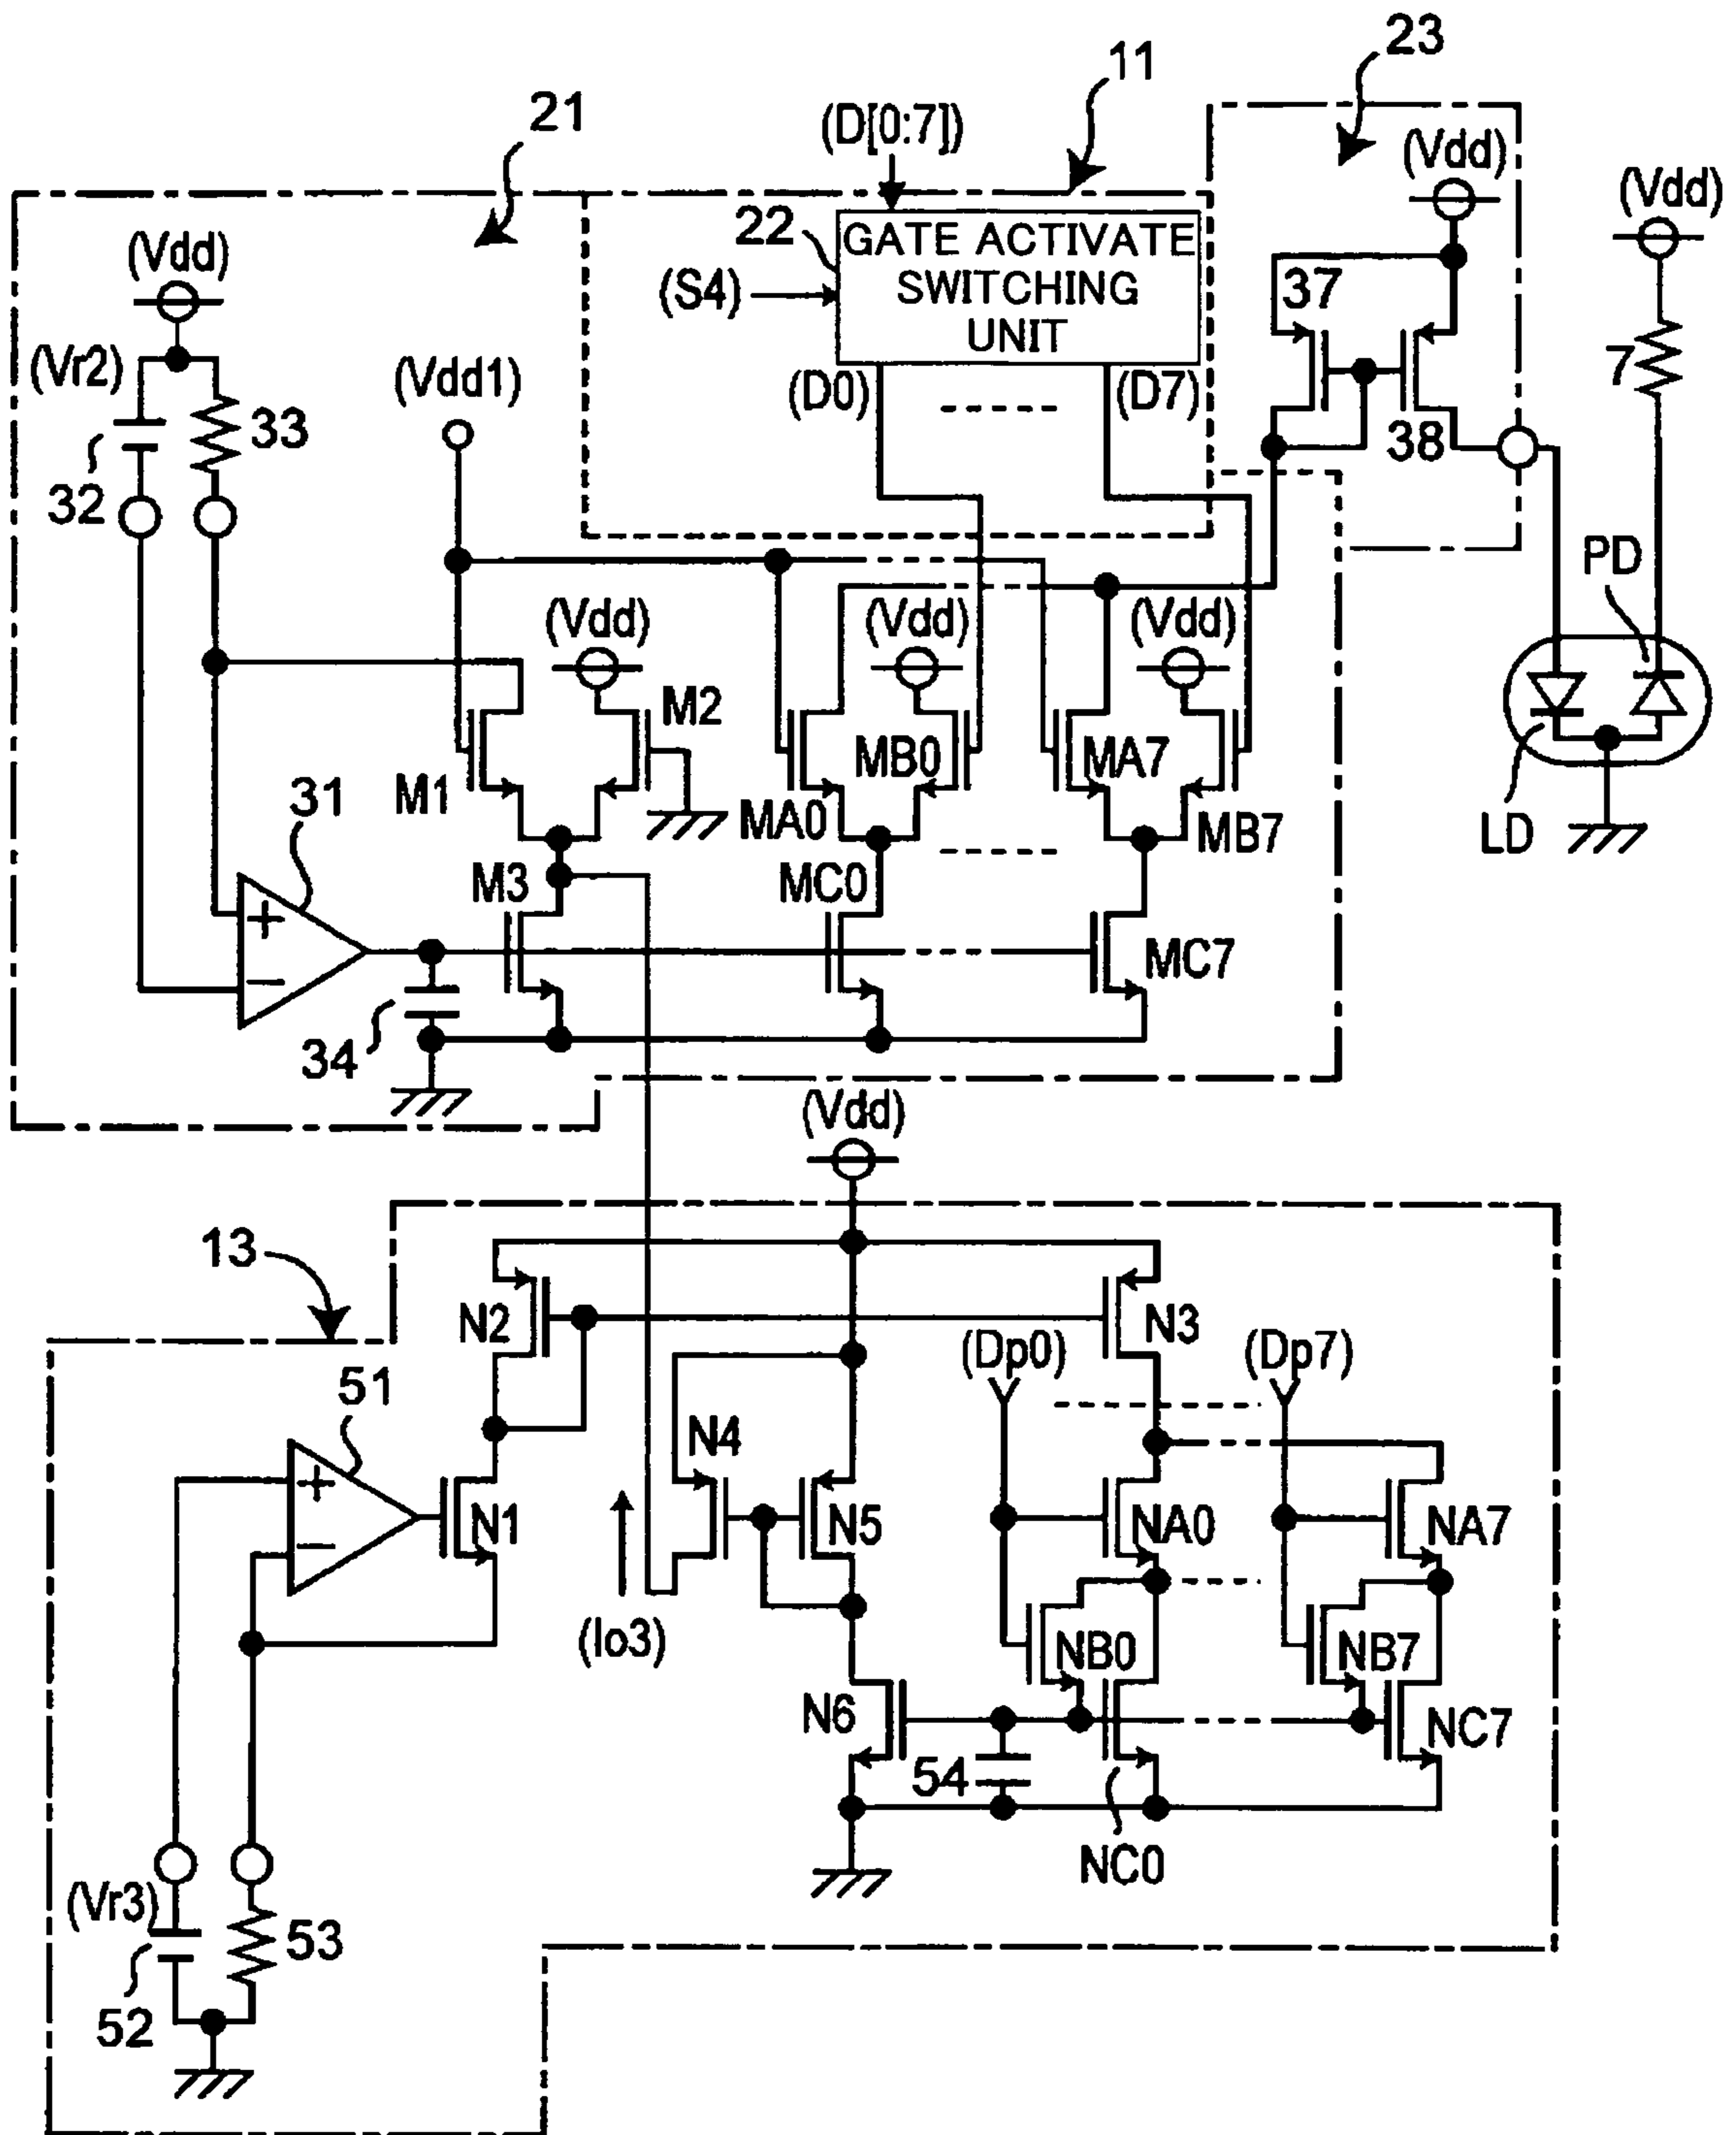 23
11
21
(D[0:7])
(Vdd)
(Vdd)
22
GATE ACTIVATE
SWITCHING
UNIT
(Vdd)
(S4)
37
(Vr2)
(Vdd1)
(D0)
(D7)
7
33
38
32
PD
(Vdd)
(Vdd)
(Vdd)
M2
M1
MB0
MA7
31
MA0
MB7
LD
M3
MC0
MC7
+
−
34
(Vdd)
13
N2
N3
(Dp0)
(Dp7)
51
N4
+
−
N1
N5
NA0
NA7
(Io3)
NB0
NB7
N6
NC7
54
NC0
(Vr3)
53
52